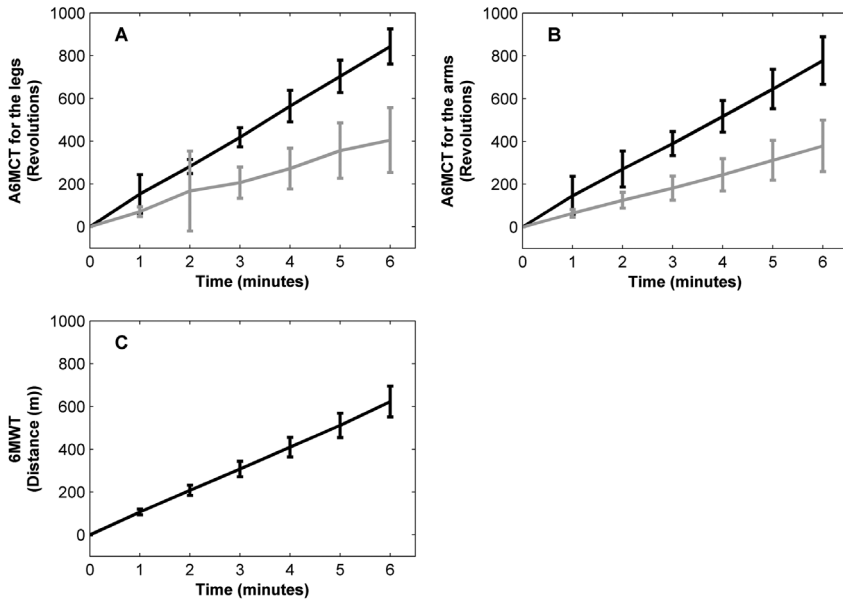 A
A6MCT for the legs
(Revolutions)
1000
800
600
400
200
0
0 1 2 3 4 5 6
Time (minutes)
B
A6MCT for the arms
(Revolutions)
1000
800
600
400
200
0
0 1 2 3 4 5 6
Time (minutes)
C
6MWT
(Distance (m))
1000
800
600
400
200
0
0 1 2 3 4 5 6
Time (minutes)